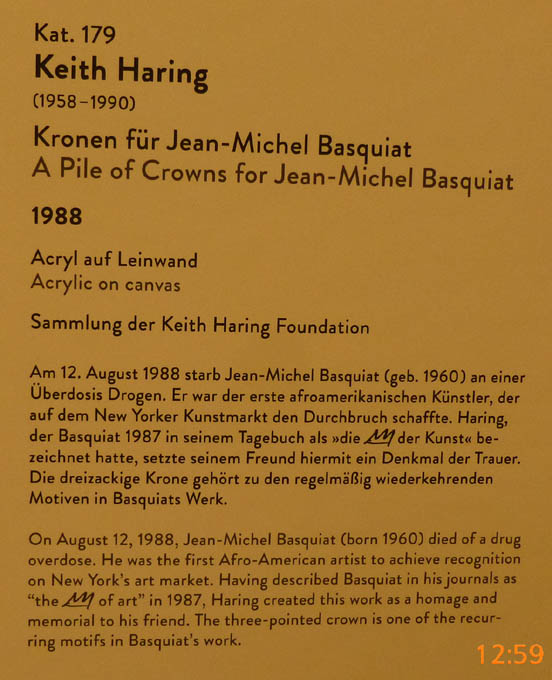 Kat. 179
Keith Haring
(1958–1990)
Kronen für Jean-Michel Basquiat
A Pile of Crowns for Jean-Michel Basquiat
1988
Acryl auf Leinwand
Acrylic on canvas
Sammlung der Keith Haring Foundation
Am 12. August 1988 starb Jean-Michel Basquiat (geb. 1960) an einer
Überdosis Drogen. Er war der erste afroamerikanischen Künstler, der
auf dem New Yorker Kunstmarkt den Durchbruch schaffte. Haring,
der Basquiat 1987 in seinem Tagebuch als »die der Kunst« be-
zeichnet hatte, setzte seinem Freund hiermit ein Denkmal der Trauer.
Die dreizackige Krone gehört zu den regelmäßig wiederkehrenden
Motiven in Basquiats Werk.
On August 12, 1988, Jean-Michel Basquiat (born 1960) died of a drug
overdose. He was the first Afro-American artist to achieve recognition
on New York's art market. Having described Basquiat in his journals as
“the of art” in 1987, Haring created this work as a homage and
memorial to his friend. The three-pointed crown is one of the recur-
ring motifs in Basquiat's work.
12:59